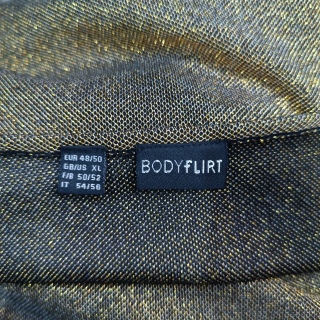 EUR 48/50
GB/US XL
F/B 50/52
IT 54/56
BODYFLIRT